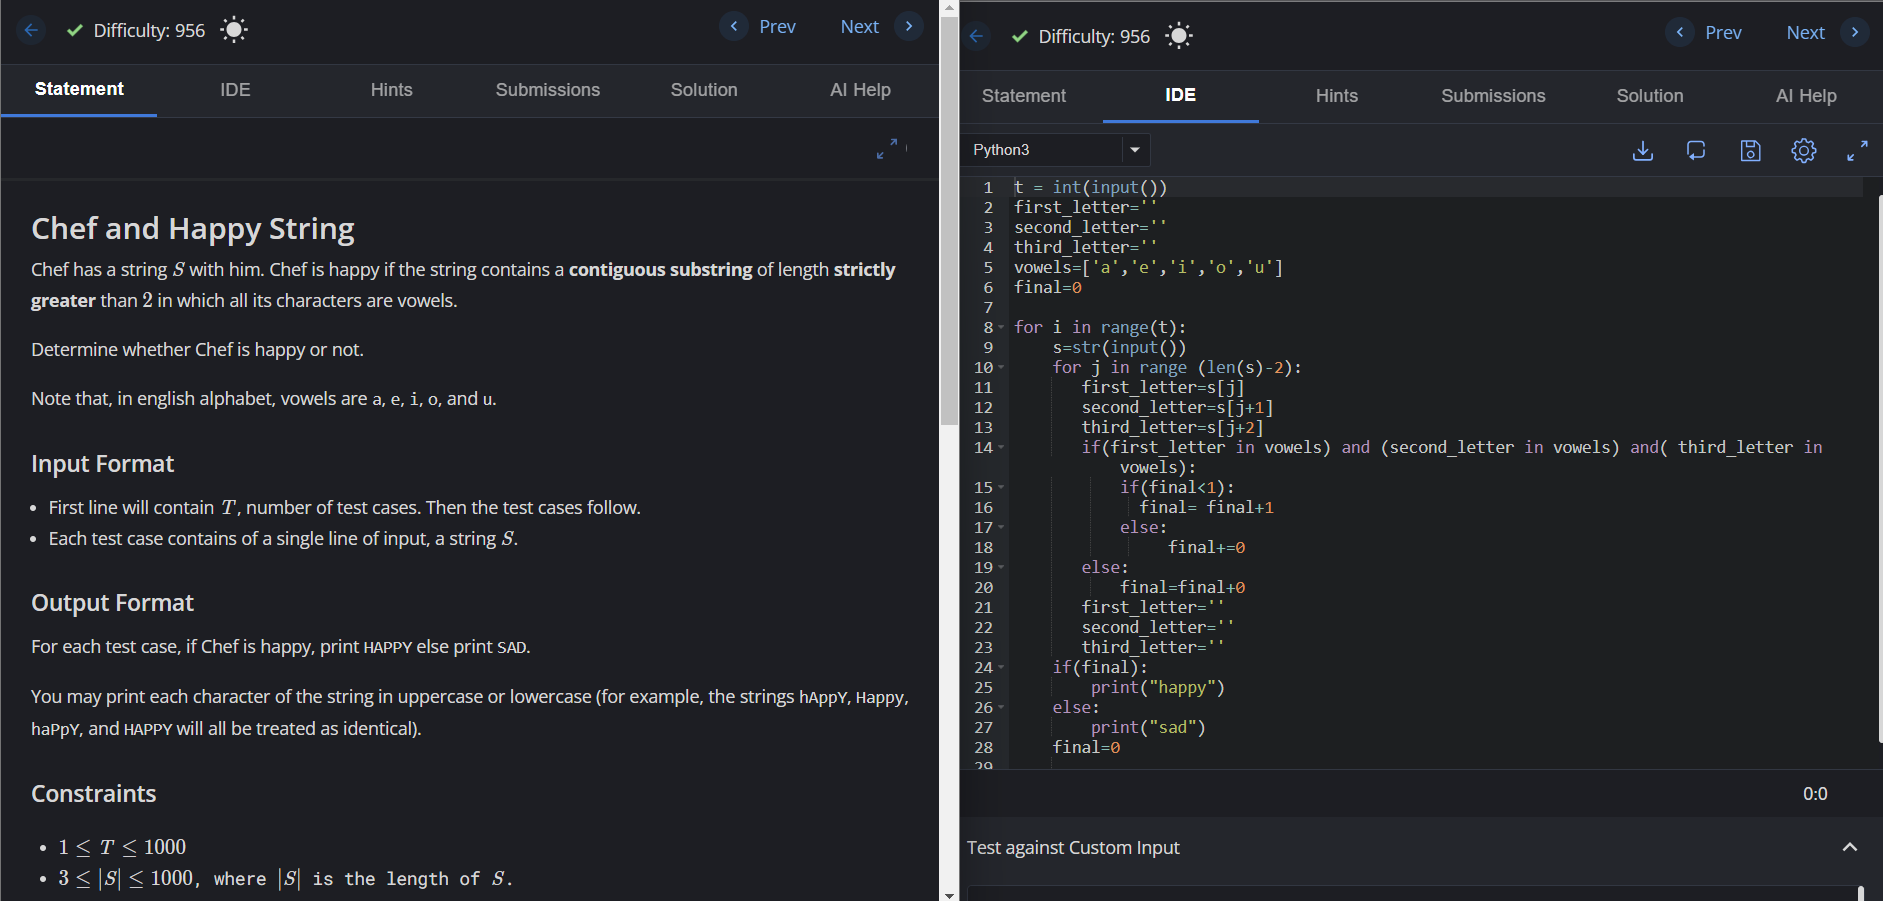 Difficulty: 956
Prev
Next
Statement
IDE
Hints
Submissions
Solution
AI Help
Chef and Happy String
Chef has a string S with him. Chef is happy if the string contains a contiguous substring of length strictly
greater than 2 in which all its characters are vowels.
Determine whether Chef is happy or not.
Note that, in english alphabet, vowels are a, e, i, o, and u.
Input Format
• First line will contain T, number of test cases. Then the test cases follow.
• Each test case contains of a single line of input, a string S.
Output Format
For each test case, if Chef is happy, print HAPPY else print SAD.
You may print each character of the string in uppercase or lowercase (for example, the strings hAppY, Happy,
haPpY, and HAPPY will all be treated as identical).
Constraints
• 1 ≤ T ≤ 1000
• 3 ≤ |S| ≤ 1000, where |S| is the length of S.
Difficulty: 956
Prev
Next
Statement
IDE
Hints
Submissions
Solution
AI Help
Python3
1 t = int(input())
2 first_letter=''
3 second_letter=''
4 third_letter=''
5 vowels=['a','e','i','o','u']
6 final=0
7
8 for i in range(t):
9     s=str(input())
10     for j in range (len(s)-2):
11        first_letter=s[j]
12        second_letter=s[j+1]
13        third_letter=s[j+2]
14        if(first_letter in vowels) and (second_letter in vowels) and( third_letter in
vowels):
15            if(final<1):
16              final= final+1
17            else:
18                 final+=0
19        else:
20            final=final+0
21        first_letter=''
22        second_letter=''
23        third_letter=''
24     if(final):
25         print("happy")
26     else:
27         print("sad")
28     final=0
29
0:0
Test against Custom Input